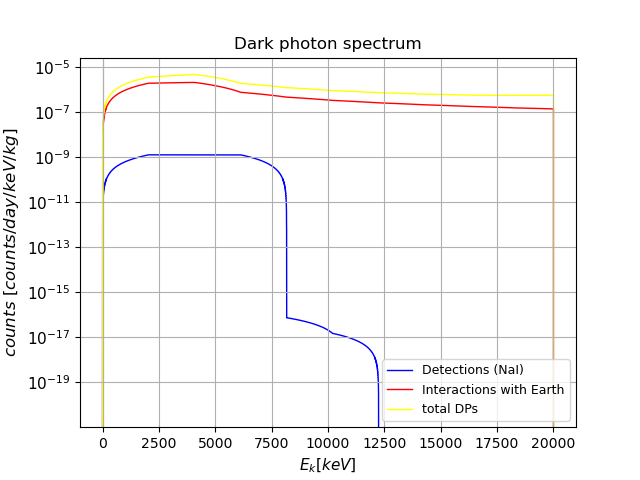 Dark photon spectrum
10⁻⁵
10⁻⁷
10⁻⁹
10⁻¹¹
10⁻¹³
10⁻¹⁵
10⁻¹⁷
10⁻¹⁹
counts [counts/day/keV/kg]
Detections (NaI)
Interactions with Earth
total DPs
0 2500 5000 7500 10000 12500 15000 17500 20000
Eₖ[keV]